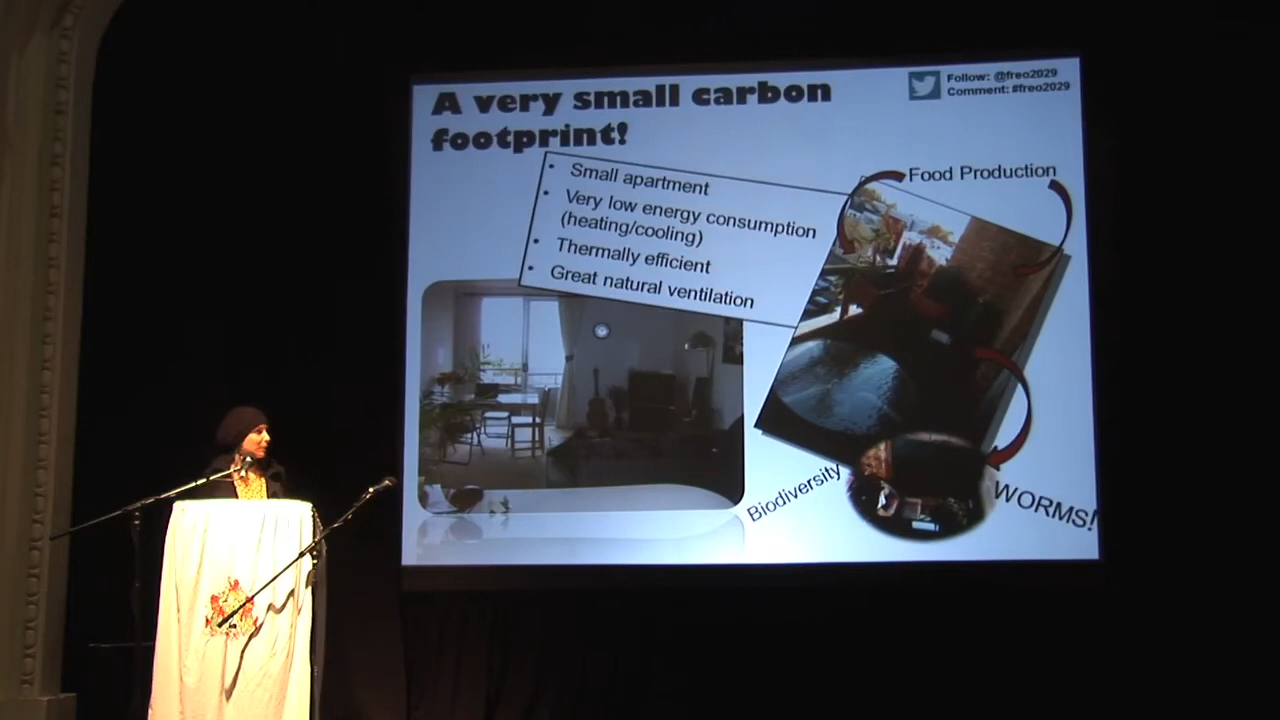 A very small carbon
footprint!
Follow: @freo2029
Comment: #freo2029
• Small apartment
• Very low energy consumption
(heating/cooling)
• Thermally efficient
• Great natural ventilation
Food Production
Biodiversity
WORMS!